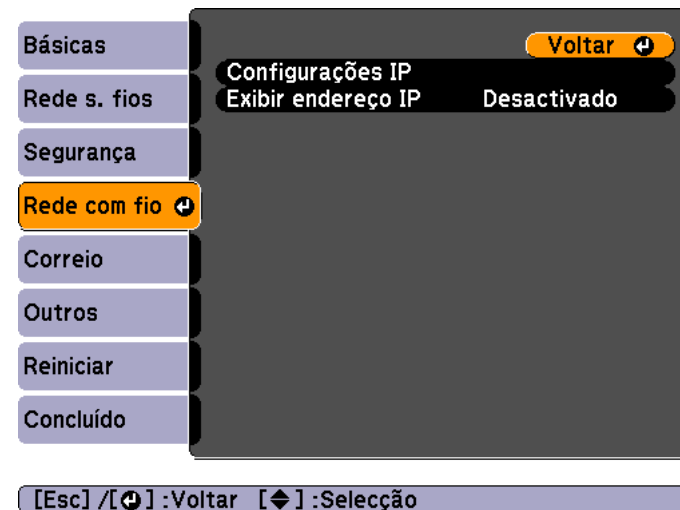 Básicas
Rede s. fios
Segurança
Rede com fio
Correio
Outros
Reiniciar
Concluído
Voltar
Configurações IP
Exibir endereço IP Desactivado
[Esc] /[ ] :Voltar [ ] :Selecção